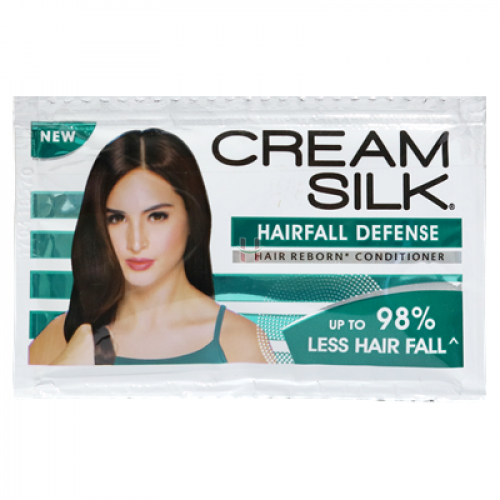 NEW
CREAM
SILK®
HAIRFALL DEFENSE
HAIR REBORN* CONDITIONER
UP TO 98%
LESS HAIR FALL^